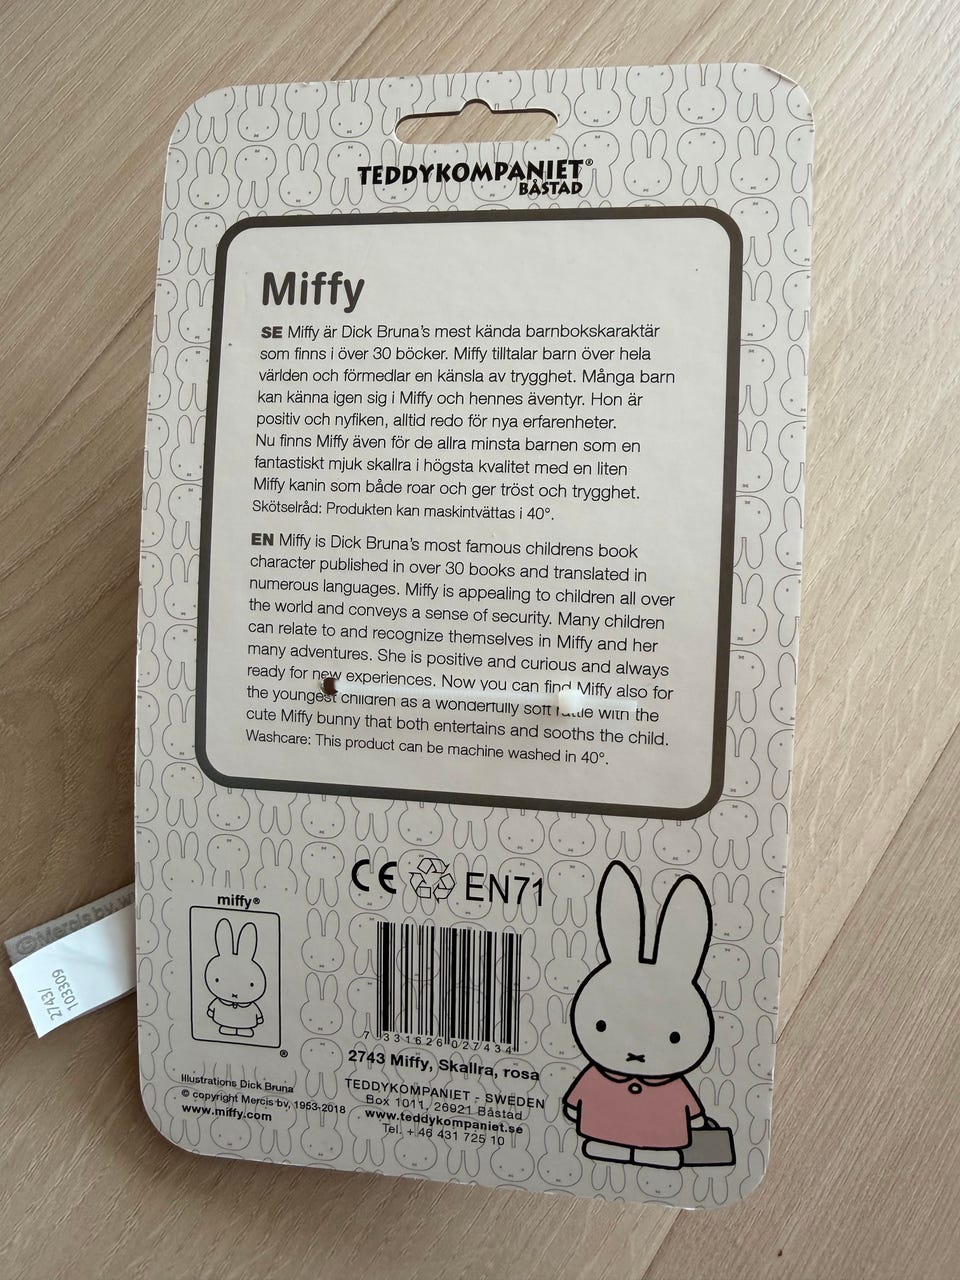 TEDDYKOMPANIET®
BÅSTAD
Miffy
SE Miffy är Dick Bruna's mest kända barnbokskaraktär
som finns i över 30 böcker. Miffy tilltalar barn över hela
världen och förmedlar en känsla av trygghet. Många barn
kan känna igen sig i Miffy och hennes äventyr. Hon är
positiv och nyfiken, alltid redo för nya erfarenheter.
Nu finns Miffy även för de allra minsta barnen som en
fantastiskt mjuk skallra i högsta kvalitet med en liten
Miffy kanin som både roar och ger tröst och trygghet.
Skötselråd: Produkten kan maskintvättas i 40°.
EN Miffy is Dick Bruna's most famous childrens book
character published in over 30 books and translated in
numerous languages. Miffy is appealing to children all over
the world and conveys a sense of security. Many children
can relate to and recognize themselves in Miffy and her
many adventures. She is positive and curious and always
ready for new experiences. Now you can find Miffy also for
the youngest children as a wonderfully soft rattle with the
cute Miffy bunny that both entertains and sooths the child.
Washcare: This product can be machine washed in 40°.
CE EN71
miffy®
®
7 331626 027434
2743 Miffy, Skallra, rosa
TEDDYKOMPANIET - SWEDEN
Box 1011, 26921 Båstad
www.teddykompaniet.se
Tel. + 46 431 725 10
Illustrations Dick Bruna
© copyright Mercis bv, 1953-2018
www.miffy.com
©Mercis bv
2743/
103309